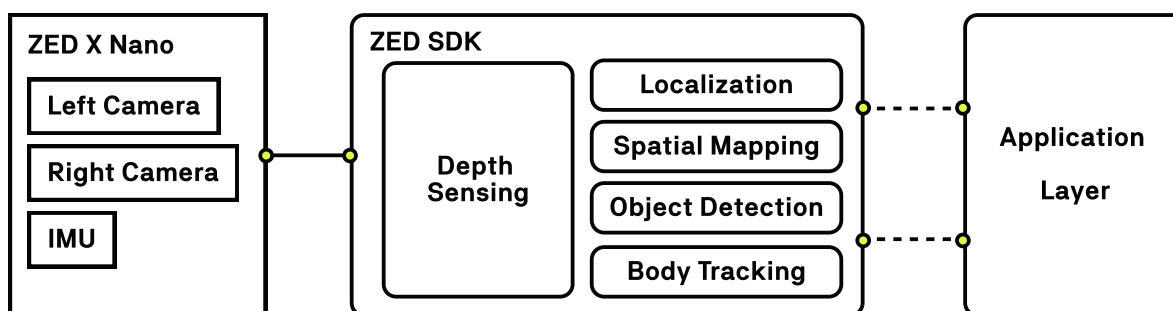 ZED X Nano
Left Camera
Right Camera
IMU
ZED SDK
Depth
Sensing
Localization
Spatial Mapping
Object Detection
Body Tracking
Application
Layer